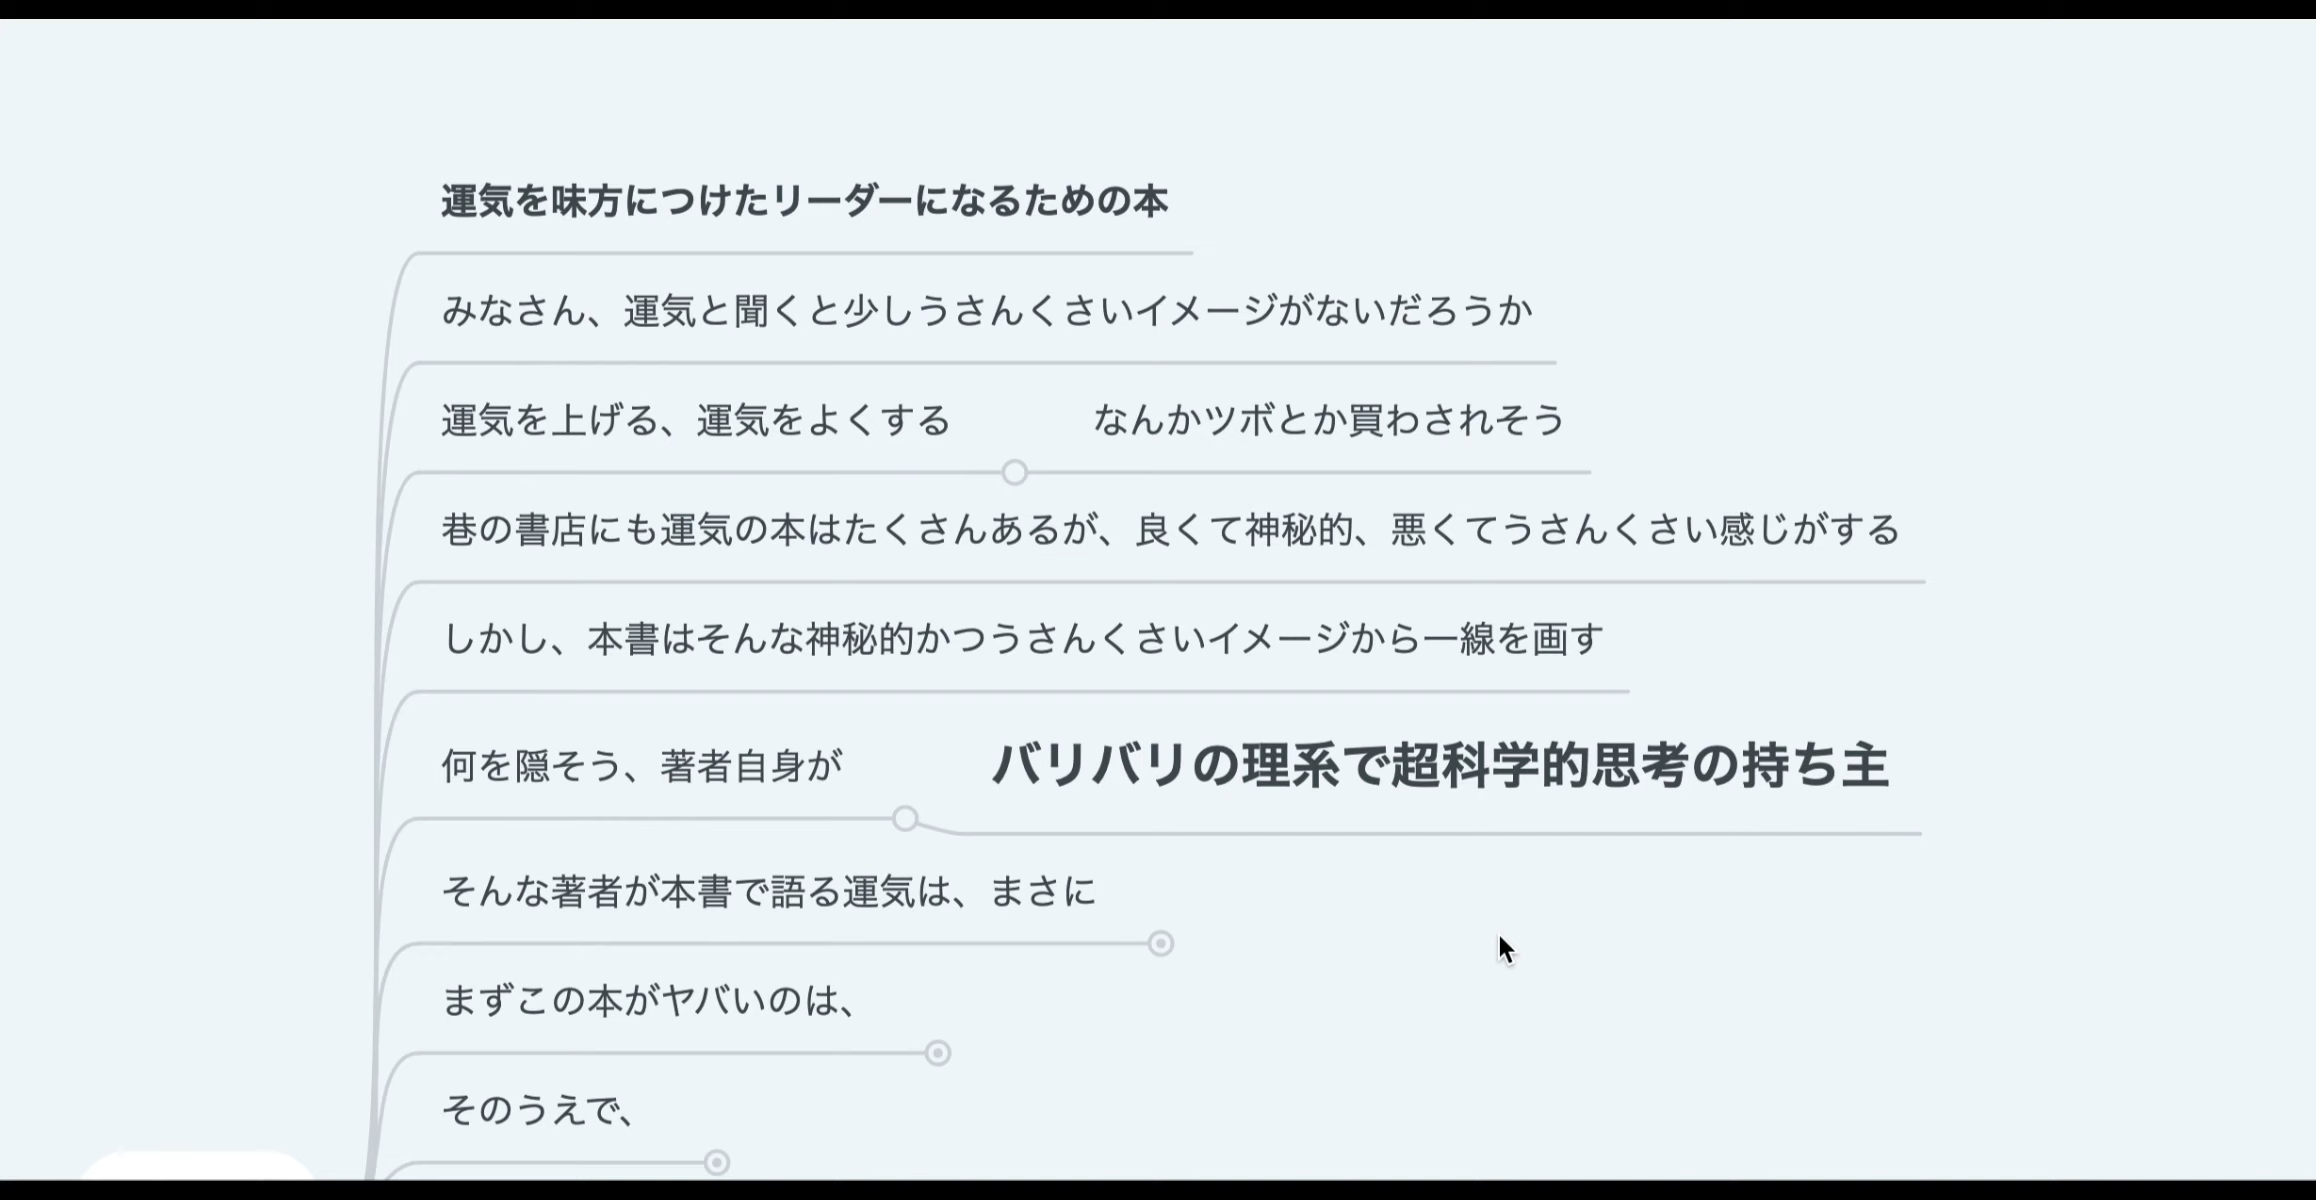 運気を味方につけたリーダーになるための本
みなさん、運気と聞くと少しうさんくさいイメージがないだろうか
運気を上げる、運気をよくする
なんかツボとか買わされそう
巷の書店にも運気の本はたくさんあるが、良くて神秘的、悪くてうさんくさい感じがする
しかし、本書はそんな神秘的かつうさんくさいイメージから一線を画す
何を隠そう、著者自身が
バリバリの理系で超科学的思考の持ち主
そんな著者が本書で語る運気は、まさに
まずこの本がヤバいのは、
そのうえで、